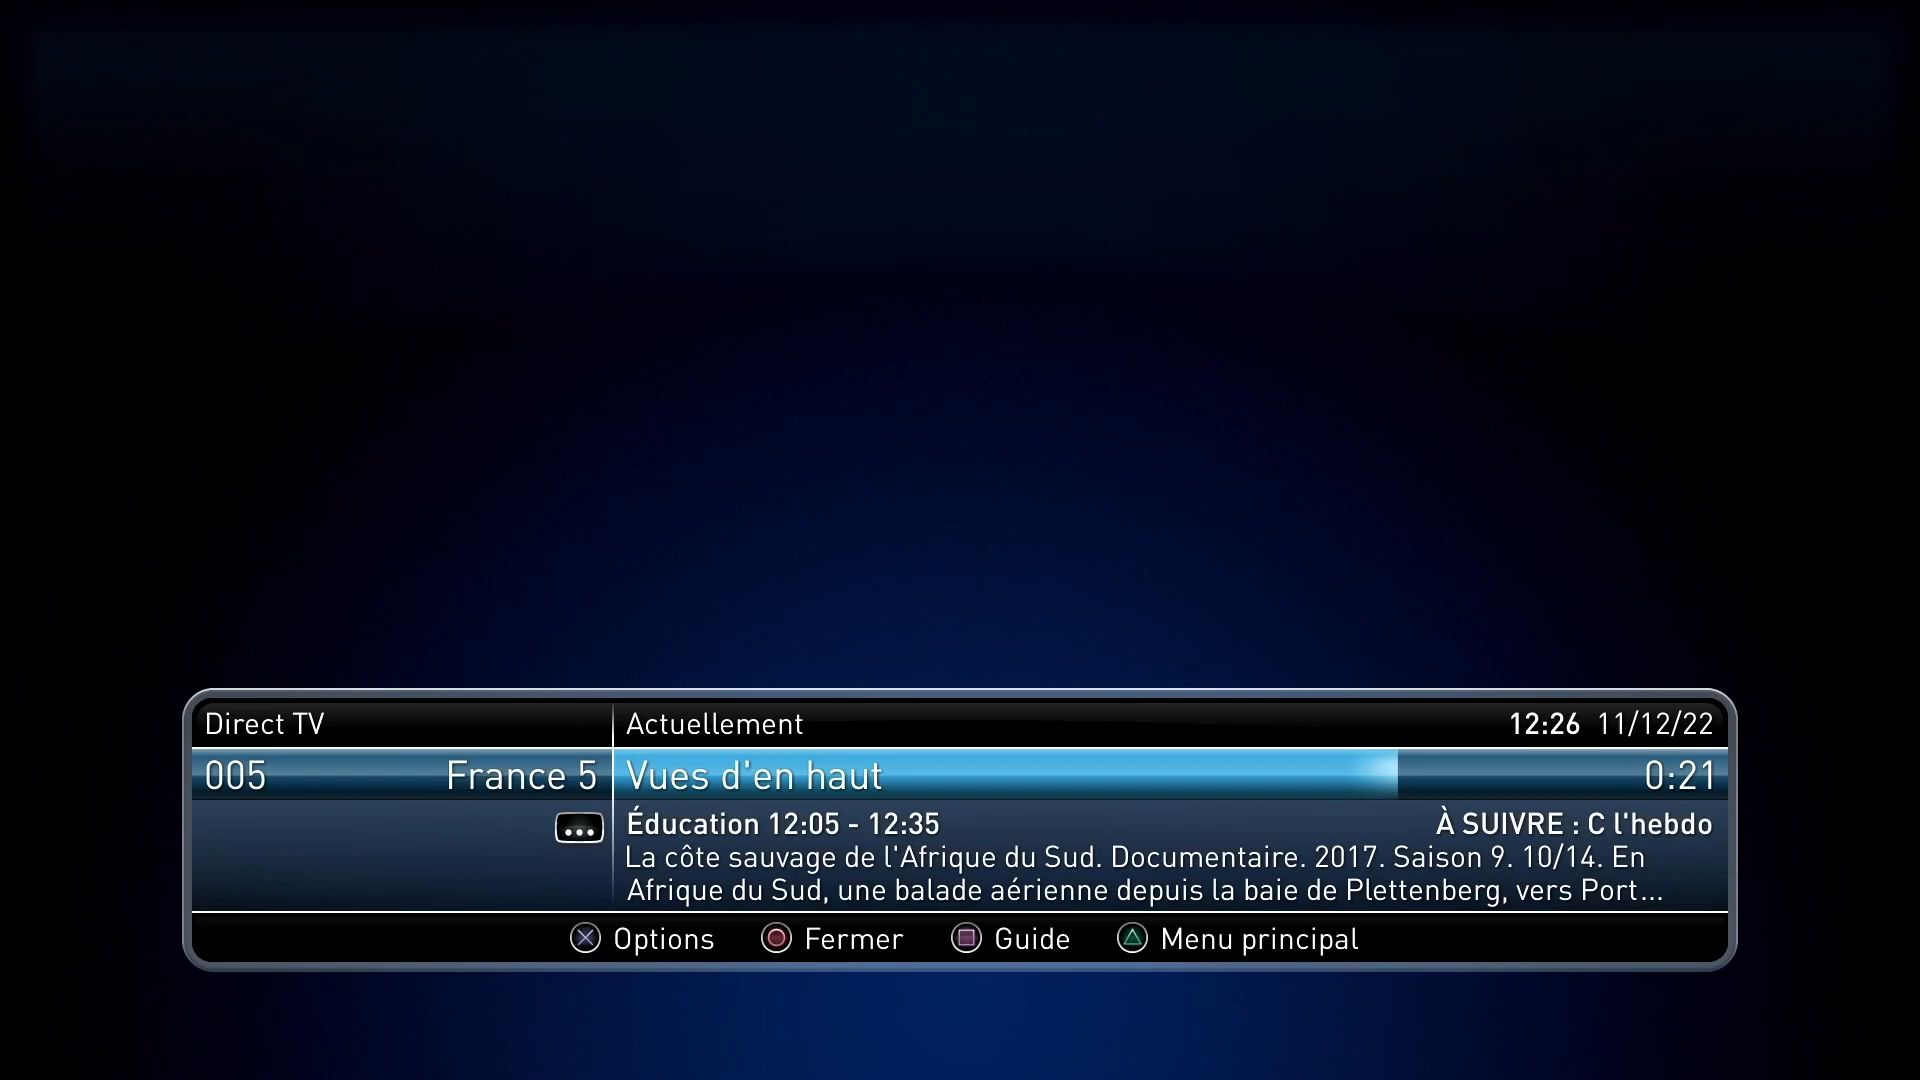 Direct TV
Actuellement
12:26 11/12/22
005
France 5
Vues d'en haut
0:21
Éducation 12:05 - 12:35
À SUIVRE : C l'hebdo
La côte sauvage de l'Afrique du Sud. Documentaire. 2017. Saison 9. 10/14. En
Afrique du Sud, une balade aérienne depuis la baie de Plettenberg, vers Port...
Options
Fermer
Guide
Menu principal